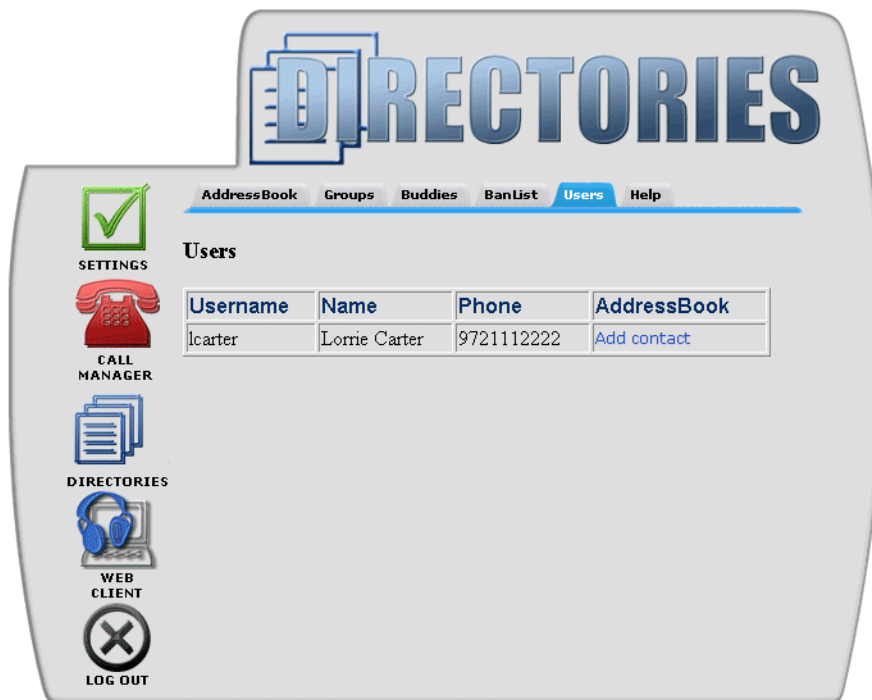 DIRECTORIES
AddressBook Groups Buddies BanList Users Help
SETTINGS
CALL
MANAGER
DIRECTORIES
WEB
CLIENT
LOG OUT
Users
Username Name Phone AddressBook
lcarter Lorrie Carter 9721112222 Add contact